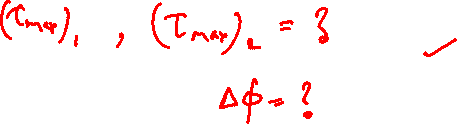 (τmax)₁ , (τmax)₂ = ?
Δϕ = ?